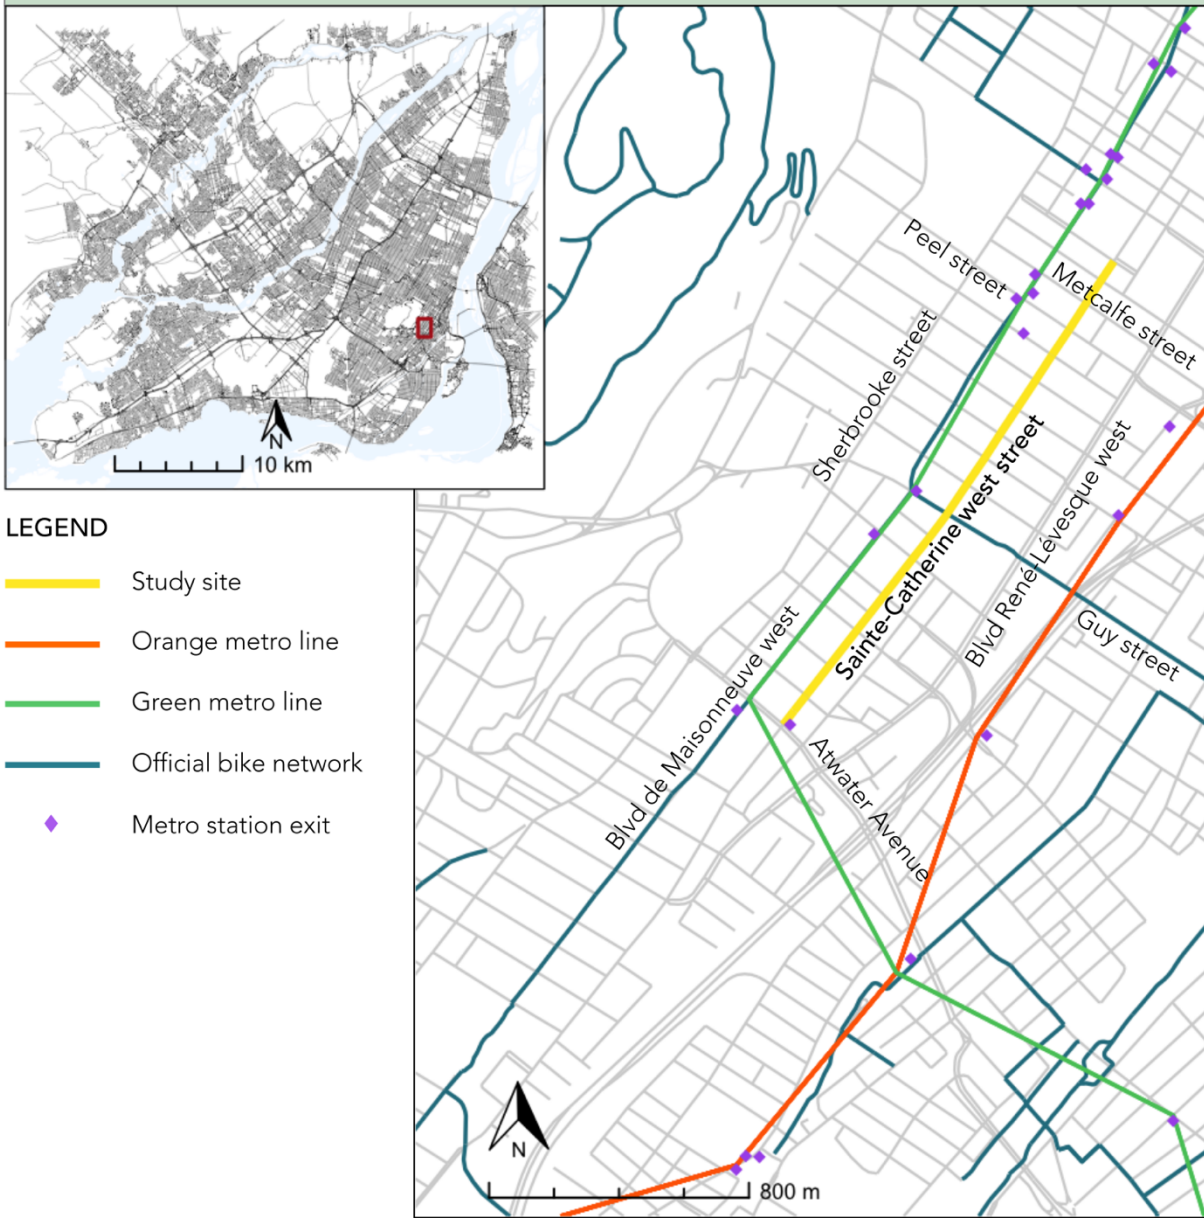 N
10 km
LEGEND
Study site
Orange metro line
Green metro line
Official bike network
Metro station exit
Peel street
Metcalfe street
Sherbrooke street
Sainte-Catherine west street
Blvd René-Lévesque west
Guy street
Blvd de Maisonneuve west
Atwater Avenue
N
800 m